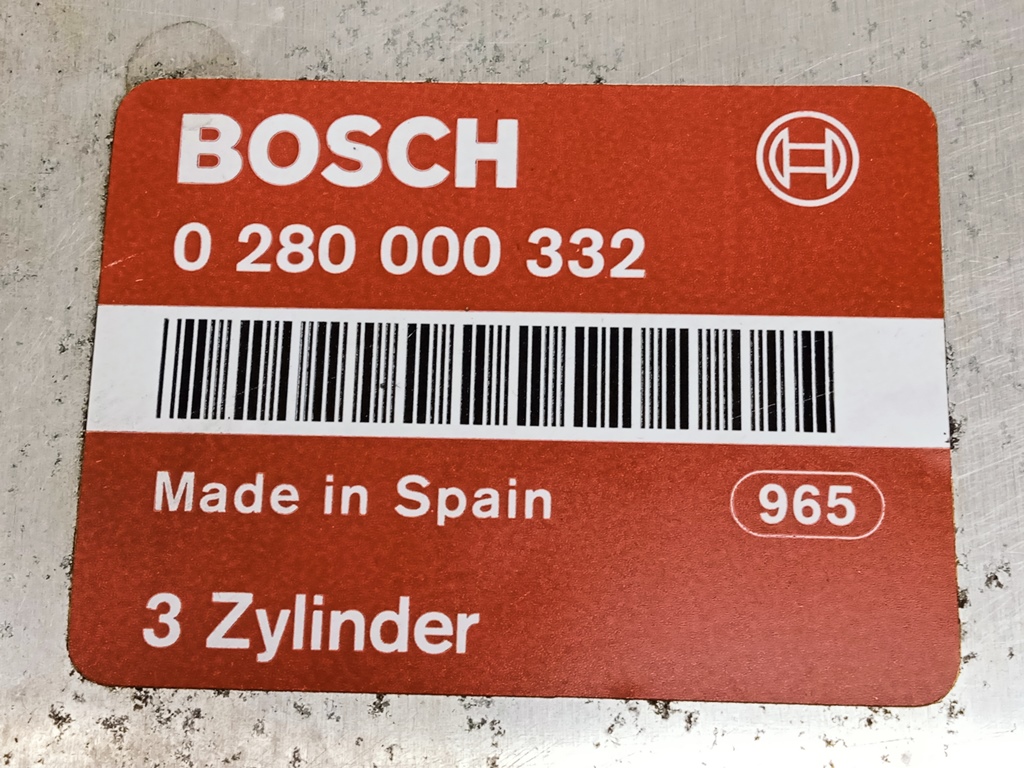 BOSCH
0 280 000 332
Made in Spain 965
3 Zylinder